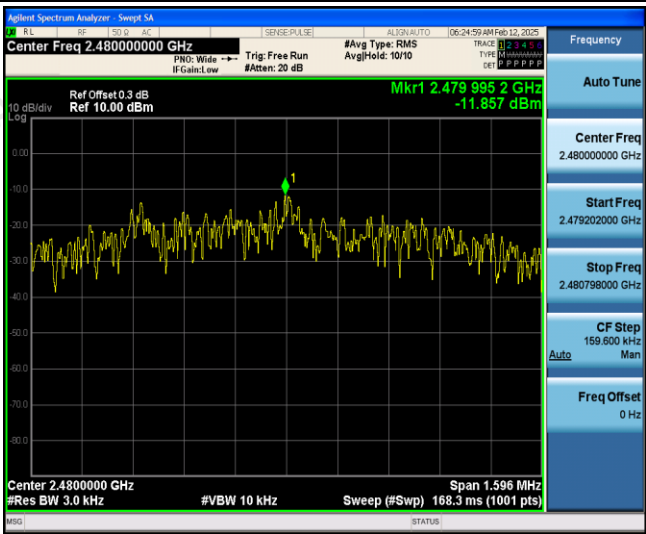 Agilent Spectrum Analyzer - Swept SA
RL RF 50 Ω AC SENSE:PULSE ALIGN AUTO 06:24:59 AM Feb 12, 2025
Center Freq 2.480000000 GHz
PNO: Wide
IFGain:Low
Trig: Free Run
#Atten: 20 dB
#Avg Type: RMS
Avg|Hold: 10/10
TRACE 1 2 3 4 5 6
TYPE M
DET P P P P P P
Ref Offset 0.3 dB
10 dB/div Ref 10.00 dBm
Log
Mkr1 2.479 995 2 GHz
-11.857 dBm
1
0.00
-10.0
-20.0
-30.0
-40.0
-50.0
-60.0
-70.0
-80.0
Center 2.4800000 GHz Span 1.596 MHz
#Res BW 3.0 kHz #VBW 10 kHz Sweep (#Swp) 168.3 ms (1001 pts)
MSG STATUS
Frequency
Auto Tune
Center Freq
2.480000000 GHz
Start Freq
2.479202000 GHz
Stop Freq
2.480798000 GHz
CF Step
159.600 kHz
Auto Man
Freq Offset
0 Hz